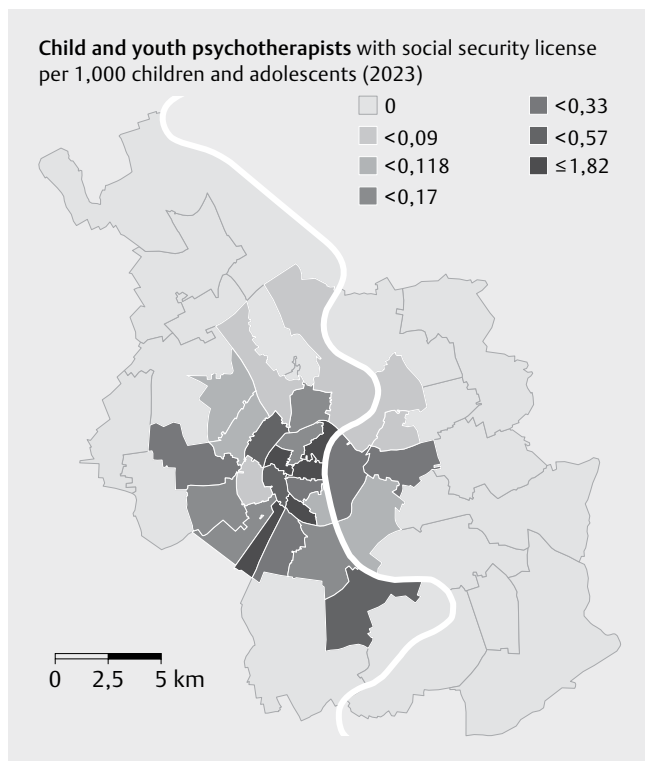 Child and youth psychotherapists with social security license
per 1,000 children and adolescents (2023)
0
<0,09
<0,118
<0,17
<0,33
<0,57
≤1,82
0 2,5 5 km